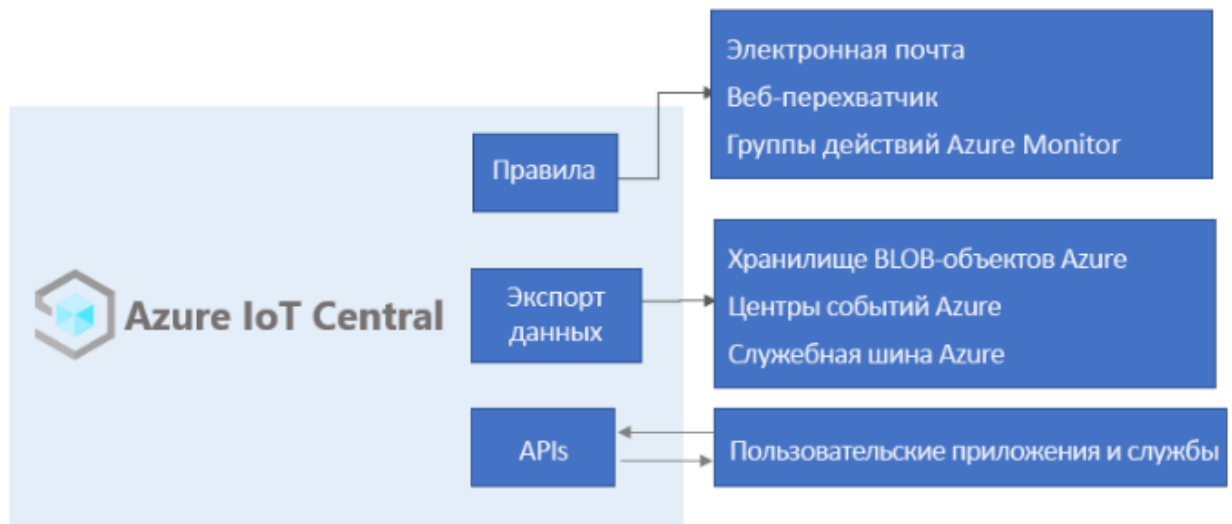 Электронная почта
Веб-перехватчик
Группы действий Azure Monitor
Правила
Azure IoT Central
Экспорт
данных
Хранилище BLOB-объектов Azure
Центры событий Azure
Служебная шина Azure
APIs
Пользовательские приложения и службы